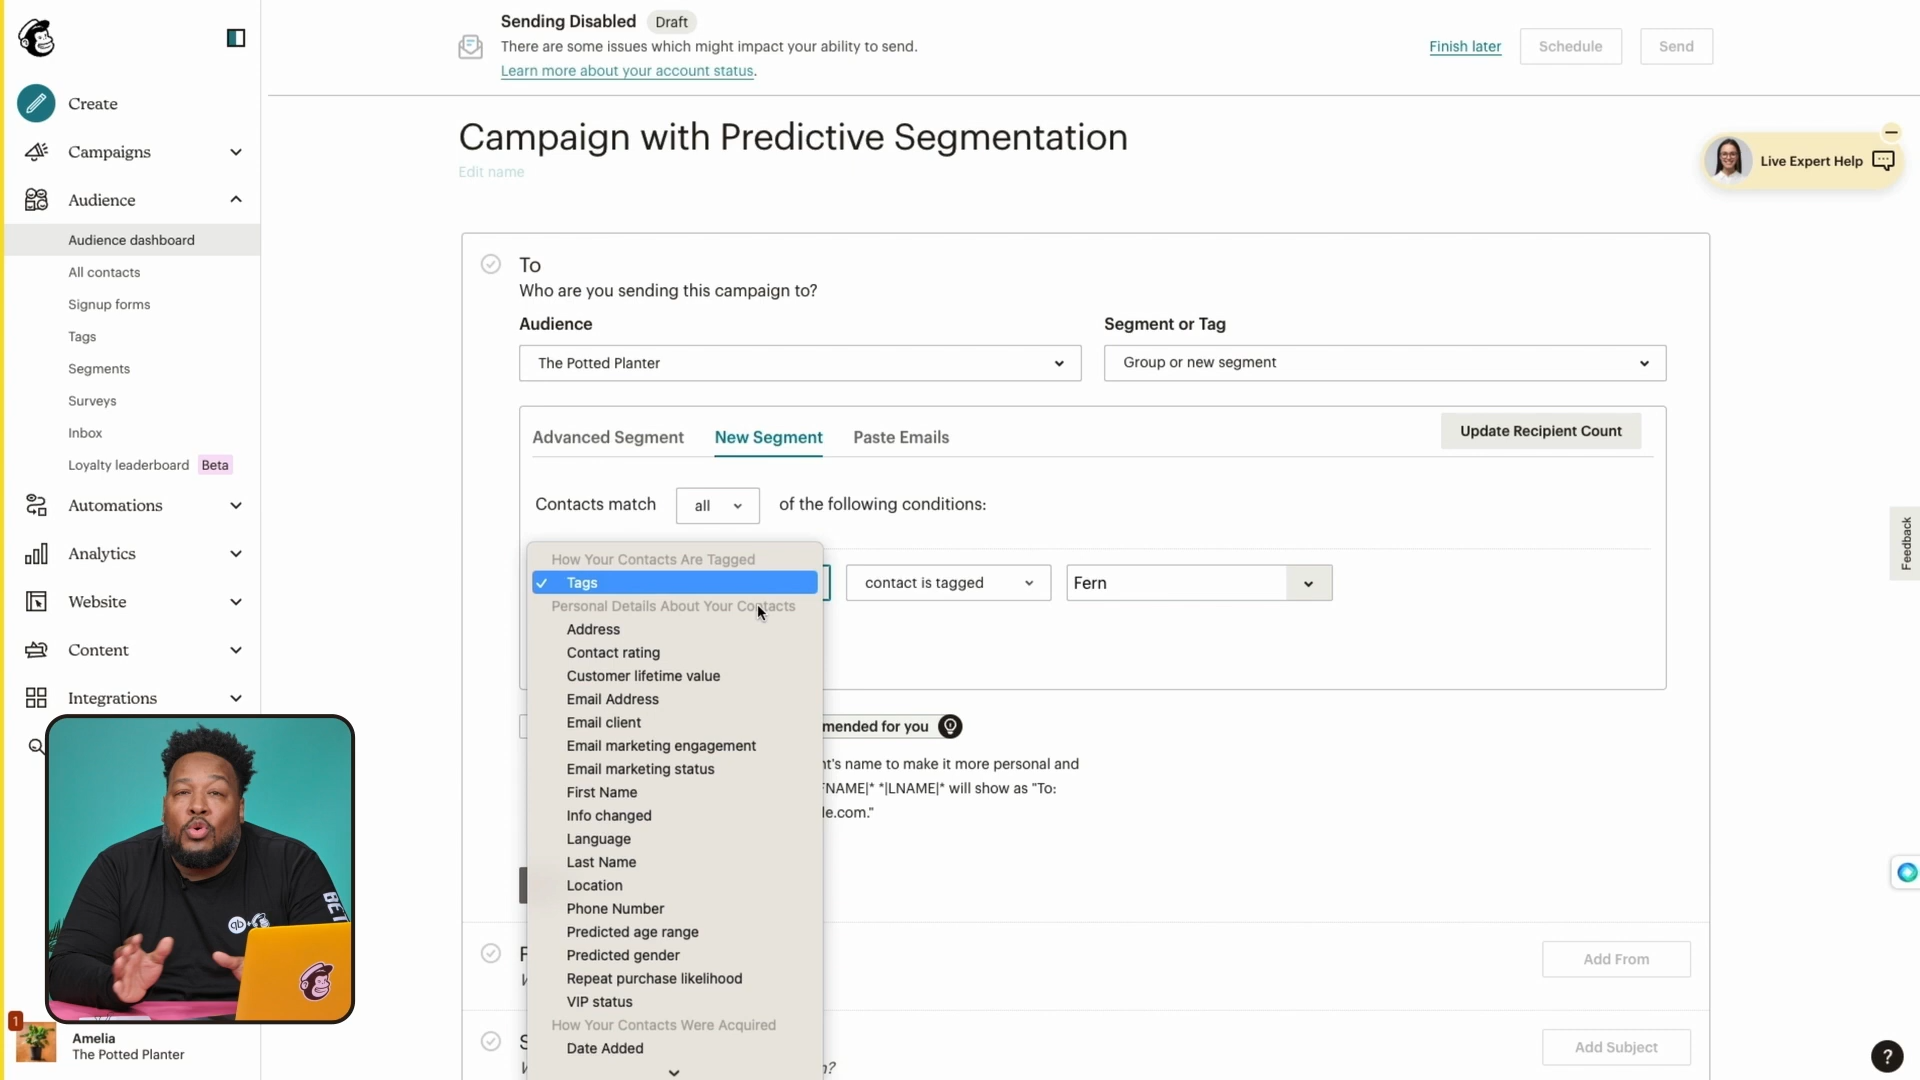 Sending Disabled Draft
There are some issues which might impact your ability to send.
Learn more about your account status.
Finish later
Schedule
Send
Create
Campaigns
Audience
Audience dashboard
All contacts
Signup forms
Tags
Segments
Surveys
Inbox
Loyalty leaderboard Beta
Automations
Analytics
Website
Content
Integrations
1
Amelia
The Potted Planter
Campaign with Predictive Segmentation
Edit name
Live Expert Help
To
Who are you sending this campaign to?
Audience
Segment or Tag
The Potted Planter
Group or new segment
Advanced Segment New Segment Paste Emails
Update Recipient Count
Contacts match all of the following conditions:
How Your Contacts Are Tagged
Tags
contact is tagged
Fern
Personal Details About Your Contacts
Address
Contact rating
Customer lifetime value
Email Address
Email client
mended for you
Email marketing engagement
nt's name to make it more personal and
Email marketing status
FNAME|* *|LNAME|* will show as "To:
First Name
le.com."
Info changed
Language
Last Name
Location
Phone Number
Predicted age range
Predicted gender
Repeat purchase likelihood
VIP status
How Your Contacts Were Acquired
Date Added
Add From
Add Subject
n?
Feedback
?
qb